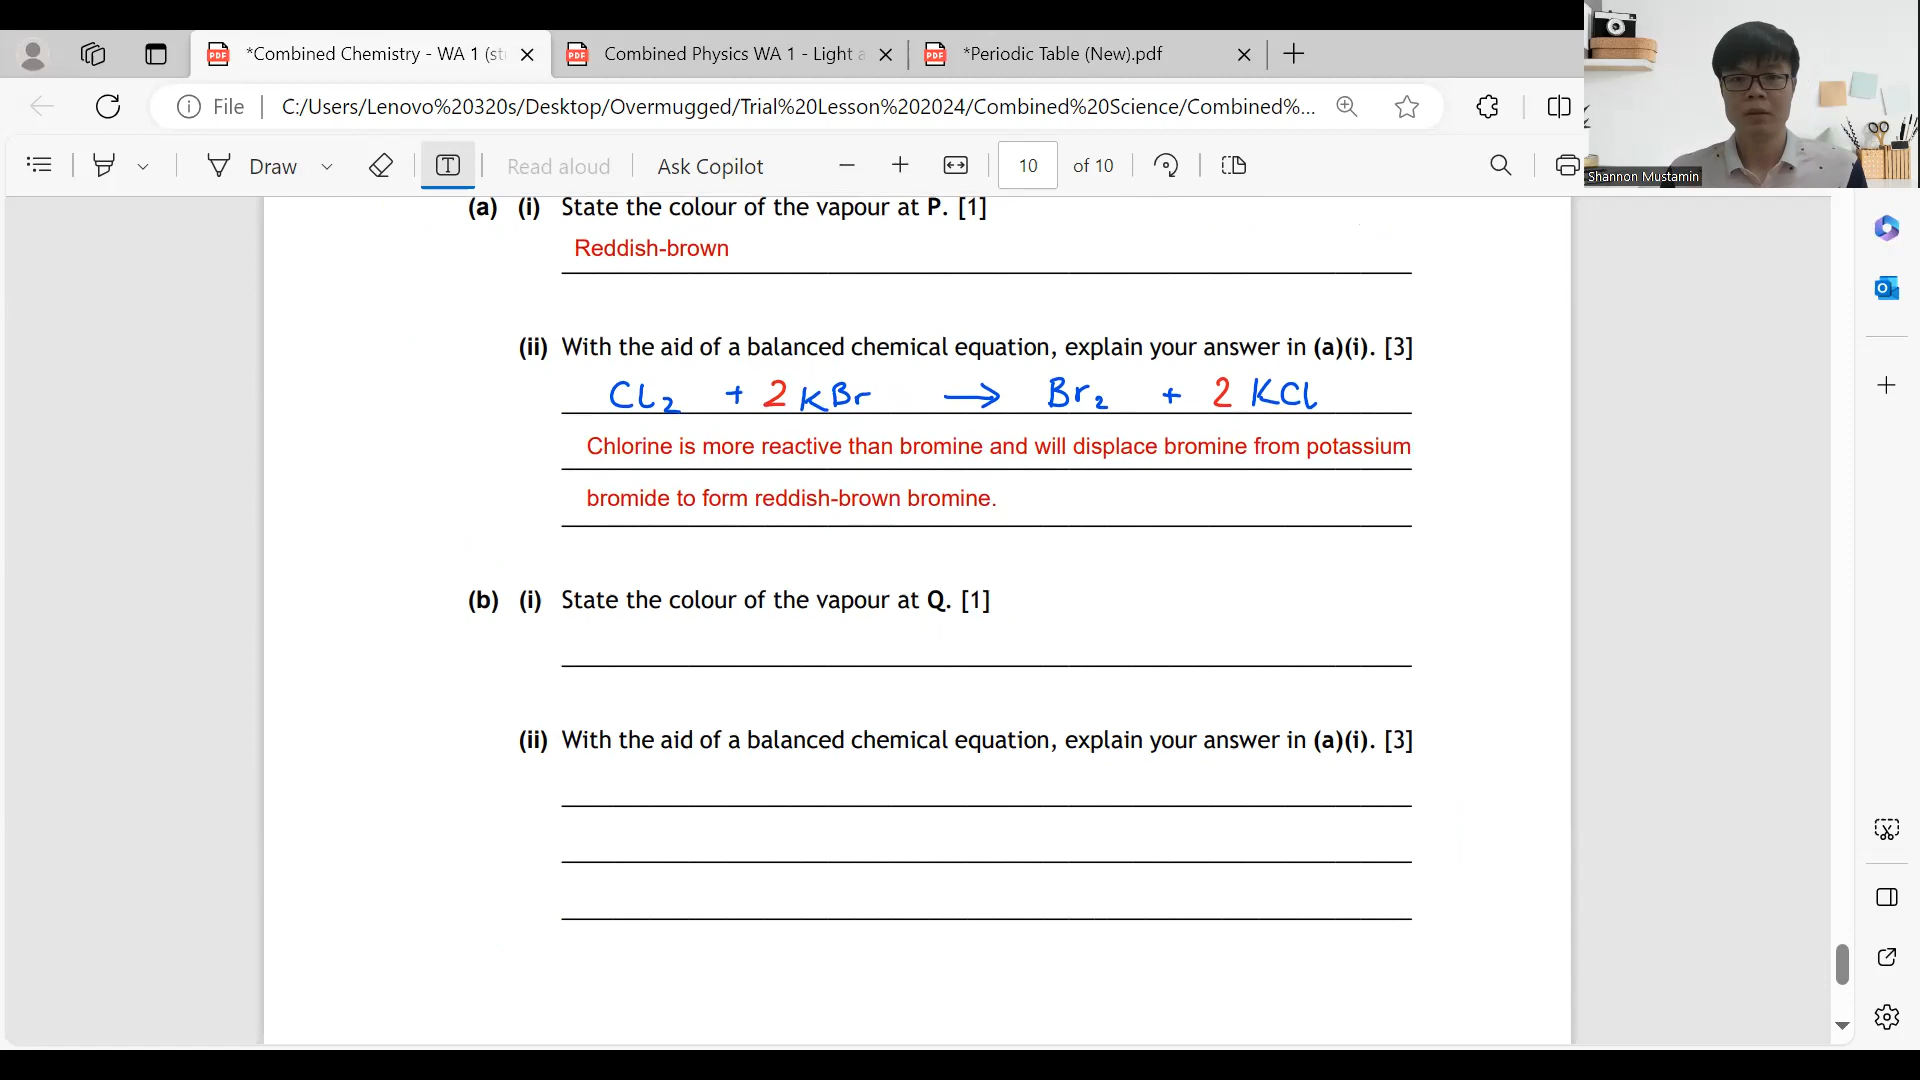 *Combined Chemistry - WA 1 (st
Combined Physics WA 1 - Light a
*Periodic Table (New).pdf
File
C:/Users/Lenovo%20320s/Desktop/Overmugged/Trial%20Lesson%202024/Combined%20Science/Combined%...
Draw
Read aloud
Ask Copilot
10
of 10
Shannon Mustamin
(a) (i) State the colour of the vapour at P. [1]
Reddish-brown
(ii) With the aid of a balanced chemical equation, explain your answer in (a)(i). [3]
Cl2 + 2 KBr → Br2 + 2 KCl
Chlorine is more reactive than bromine and will displace bromine from potassium
bromide to form reddish-brown bromine.
(b) (i) State the colour of the vapour at Q. [1]
(ii) With the aid of a balanced chemical equation, explain your answer in (a)(i). [3]